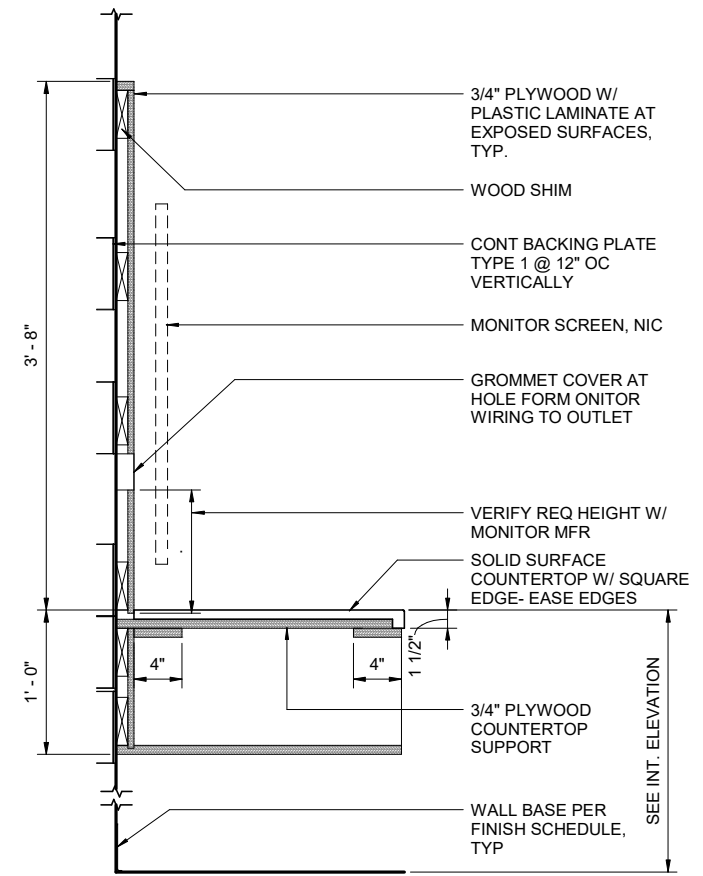 3/4" PLYWOOD W/
PLASTIC LAMINATE AT
EXPOSED SURFACES,
TYP.
WOOD SHIM
CONT BACKING PLATE
TYPE 1 @ 12" OC
VERTICALLY
MONITOR SCREEN, NIC
3' - 8"
GROMMET COVER AT
HOLE FORM ONITOR
WIRING TO OUTLET
VERIFY REQ HEIGHT W/
MONITOR MFR
SOLID SURFACE
COUNTERTOP W/ SQUARE
EDGE- EASE EDGES
1' - 0"
4"
4"
1 1/2"
3/4" PLYWOOD
COUNTERTOP
SUPPORT
SEE INT. ELEVATION
WALL BASE PER
FINISH SCHEDULE,
TYP